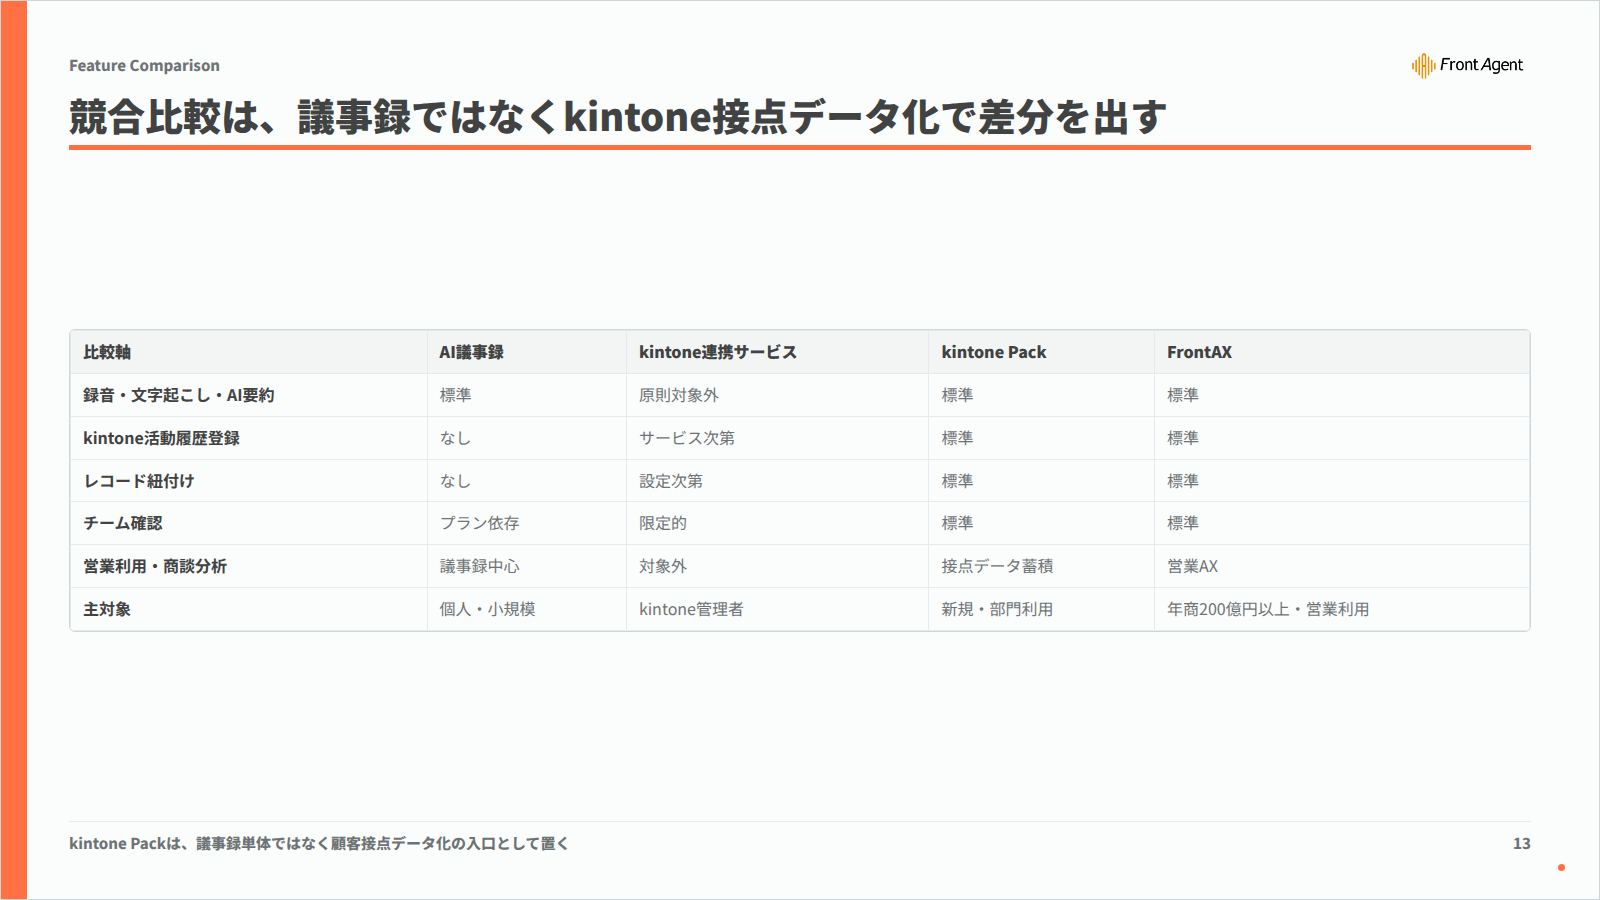 Feature Comparison
Front Agent
競合比較は、議事録ではなくkintone接点データ化で差分を出す
比較軸 AI議事録 kintone連携サービス kintone Pack FrontAX
録音・文字起こし・AI要約 標準 原則対象外 標準 標準
kintone活動履歴登録 なし サービス次第 標準 標準
レコード紐付け なし 設定次第 標準 標準
チーム確認 プラン依存 限定的 標準 標準
営業利用・商談分析 議事録中心 対象外 接点データ蓄積 営業AX
主対象 個人・小規模 kintone管理者 新規・部門利用 年商200億円以上・営業利用
kintone Packは、議事録単体ではなく顧客接点データ化の入口として置く 13